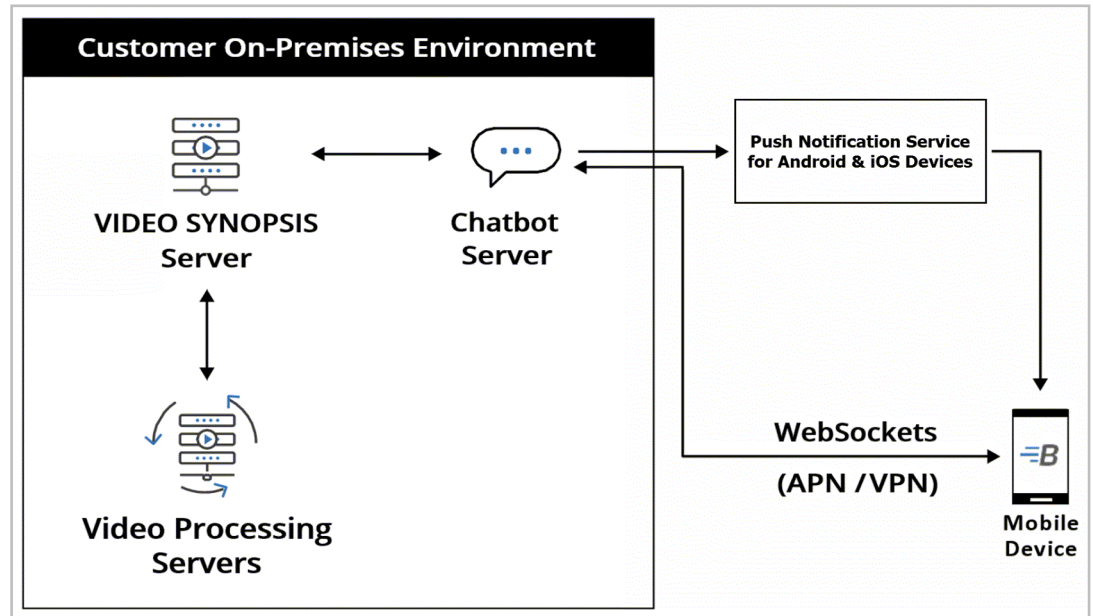 Customer On-Premises Environment
VIDEO SYNOPSIS
Server
Chatbot
Server
Push Notification Service
for Android & iOS Devices
Video Processing
Servers
WebSockets
(APN / VPN)
B
Mobile
Device